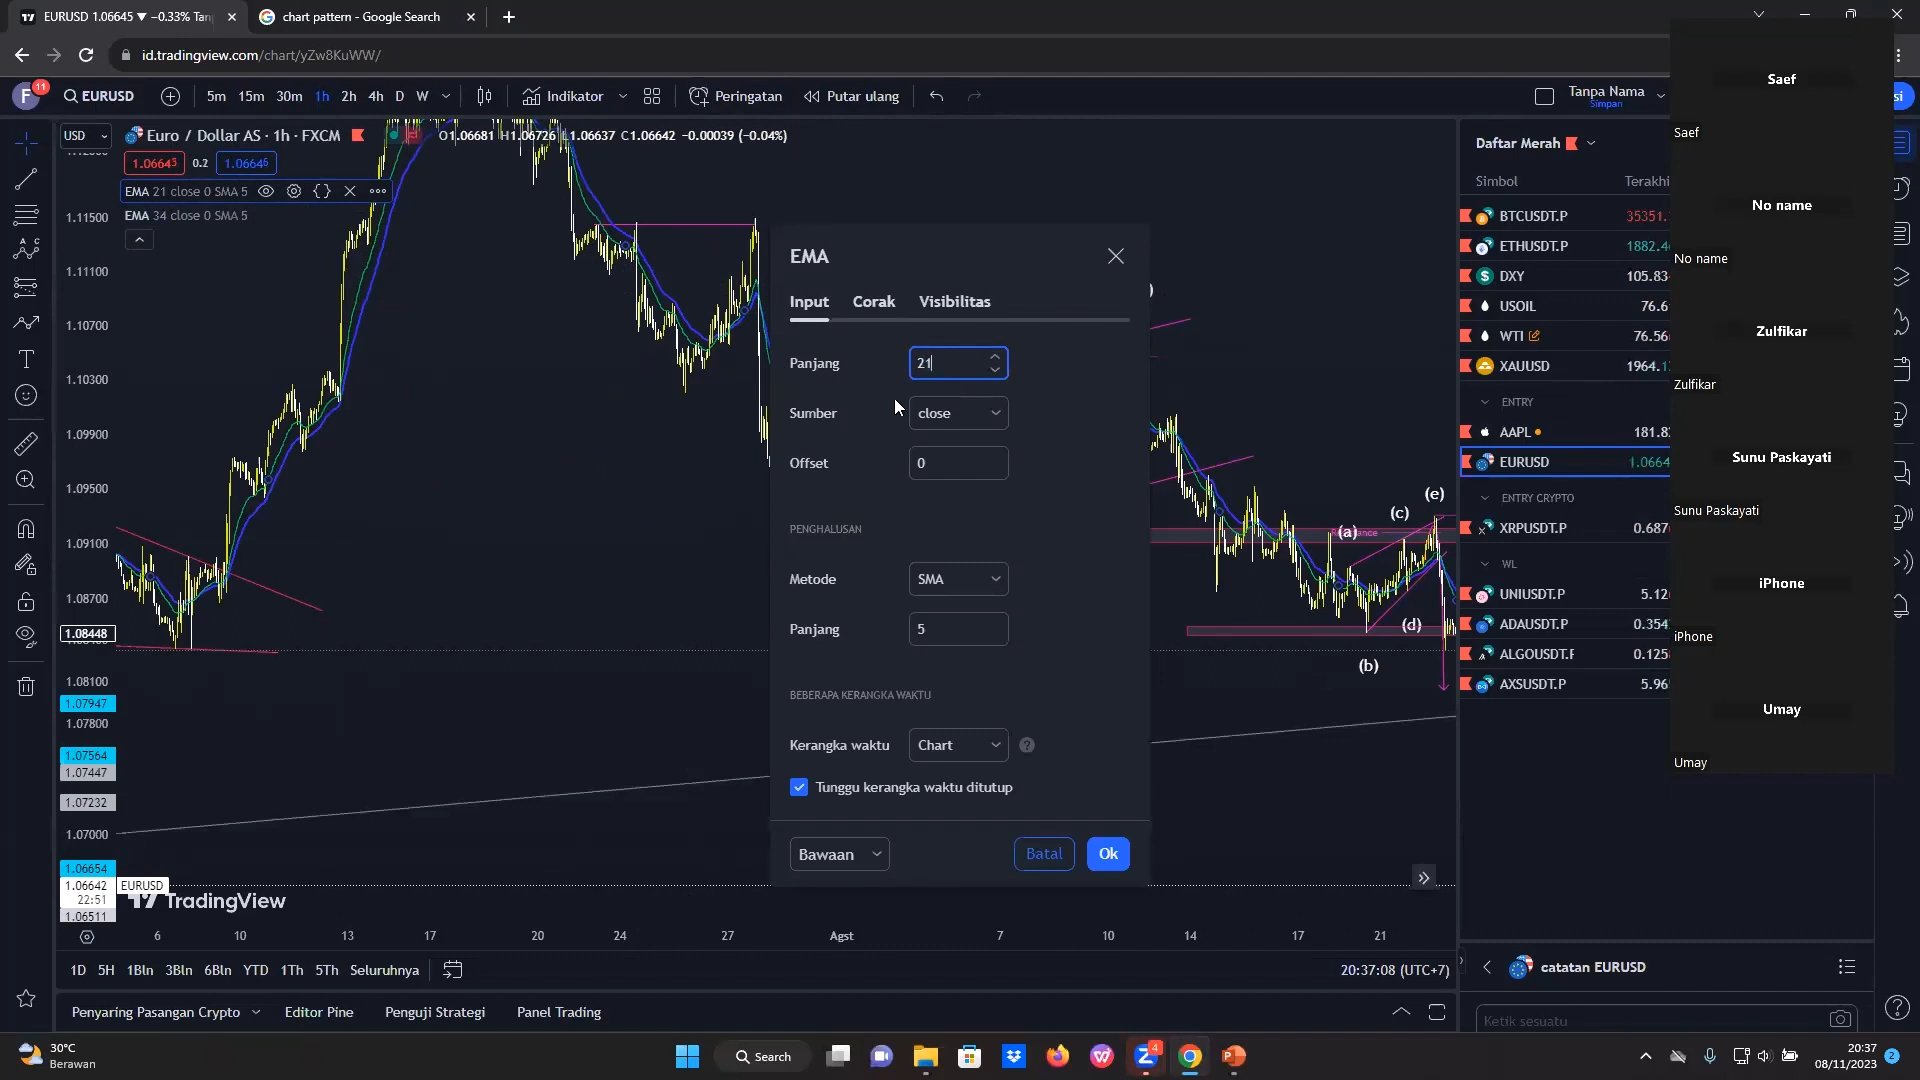 EURUSD 1.06645 ▼ −0.33% Tan
chart pattern - Google Search
id.tradingview.com/chart/yZw8KuWW/
F 11
EURUSD
5m 15m 30m 1h 2h 4h D W
Indikator
Peringatan
Putar ulang
Tanpa Nama
Simpan
si
USD
Euro / Dollar AS · 1h · FXCM
O1.06681 H1.06726 L1.06637 C1.06642 −0.00039 (−0.04%)
1.06645 0.2 1.06646
EMA 21 close 0 SMA 5
EMA 34 close 0 SMA 5
1.11500
1.11100
1.10700
1.10300
1.09900
1.09500
1.09100
1.08700
1.08448
1.08100
1.07947
1.07800
1.07564
1.07447
1.07232
1.07000
1.06654
1.06642 EURUSD
22:51
1.06511
TradingView
EMA
Input Corak Visibilitas
Panjang 21
Sumber close
Offset 0
PENGHALUSAN
Metode SMA
Panjang 5
BEBERAPA KERANGKA WAKTU
Kerangka waktu Chart ?
Tunggu kerangka waktu ditutup
Bawaan Batal Ok
(a)
(b)
(c)
(d)
(e)
6 10 13 17 20 24 27 Agst 7 10 14 17 21
1D 5H 1Bln 3Bln 6Bln YTD 1Th 5Th Seluruhnya
20:37:08 (UTC+7)
Penyaring Pasangan Crypto Editor Pine Penguji Strategi Panel Trading
Daftar Merah
Simbol Terakhi
BTCUSDT.P 35351.
ETHUSDT.P 1882.4
DXY 105.83
USOIL 76.6
WTI 76.56
XAUUSD 1964.1
ENTRY
AAPL 181.8
EURUSD 1.0664
ENTRY CRYPTO
XRPUSDT.P 0.687
WL
UNIUSDT.P 5.12
ADAUSDT.P 0.354
ALGOUSDT.F 0.125
AXSUSDT.P 5.96
catatan EURUSD
Ketik sesuatu
Saef
Saef
No name
No name
Zulfikar
Zulfikar
Sunu Paskayati
Sunu Paskayati
iPhone
iPhone
Umay
Umay
30°C
Berawan
Search
4
20:37
08/11/2023
2